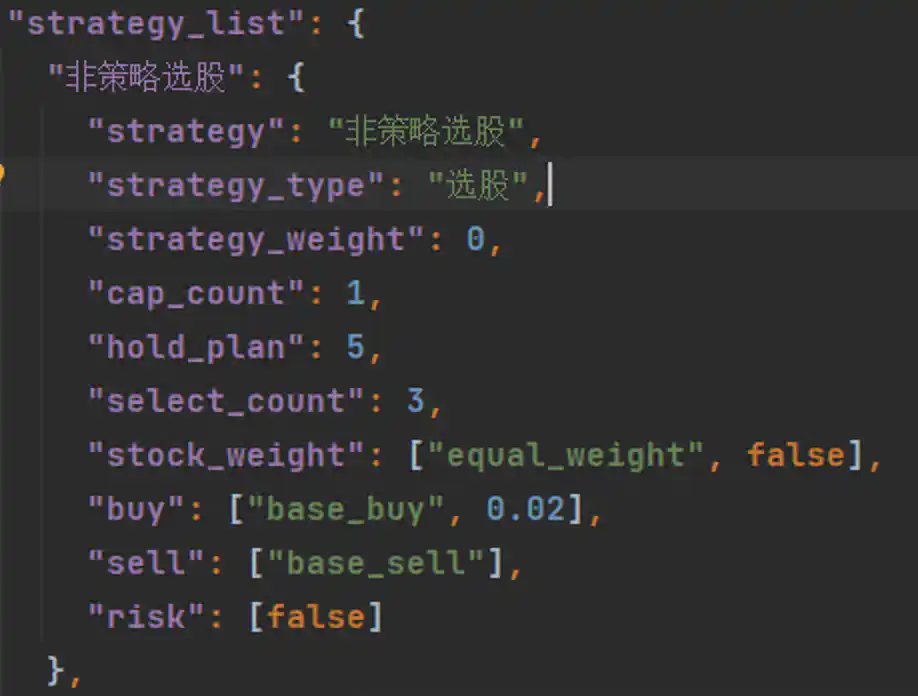 "strategy_list": {
"非策略选股": {
"strategy": "非策略选股",
"strategy_type": "选股",
"strategy_weight": 0,
"cap_count": 1,
"hold_plan": 5,
"select_count": 3,
"stock_weight": ["equal_weight", false],
"buy": ["base_buy", 0.02],
"sell": ["base_sell"],
"risk": [false]
},